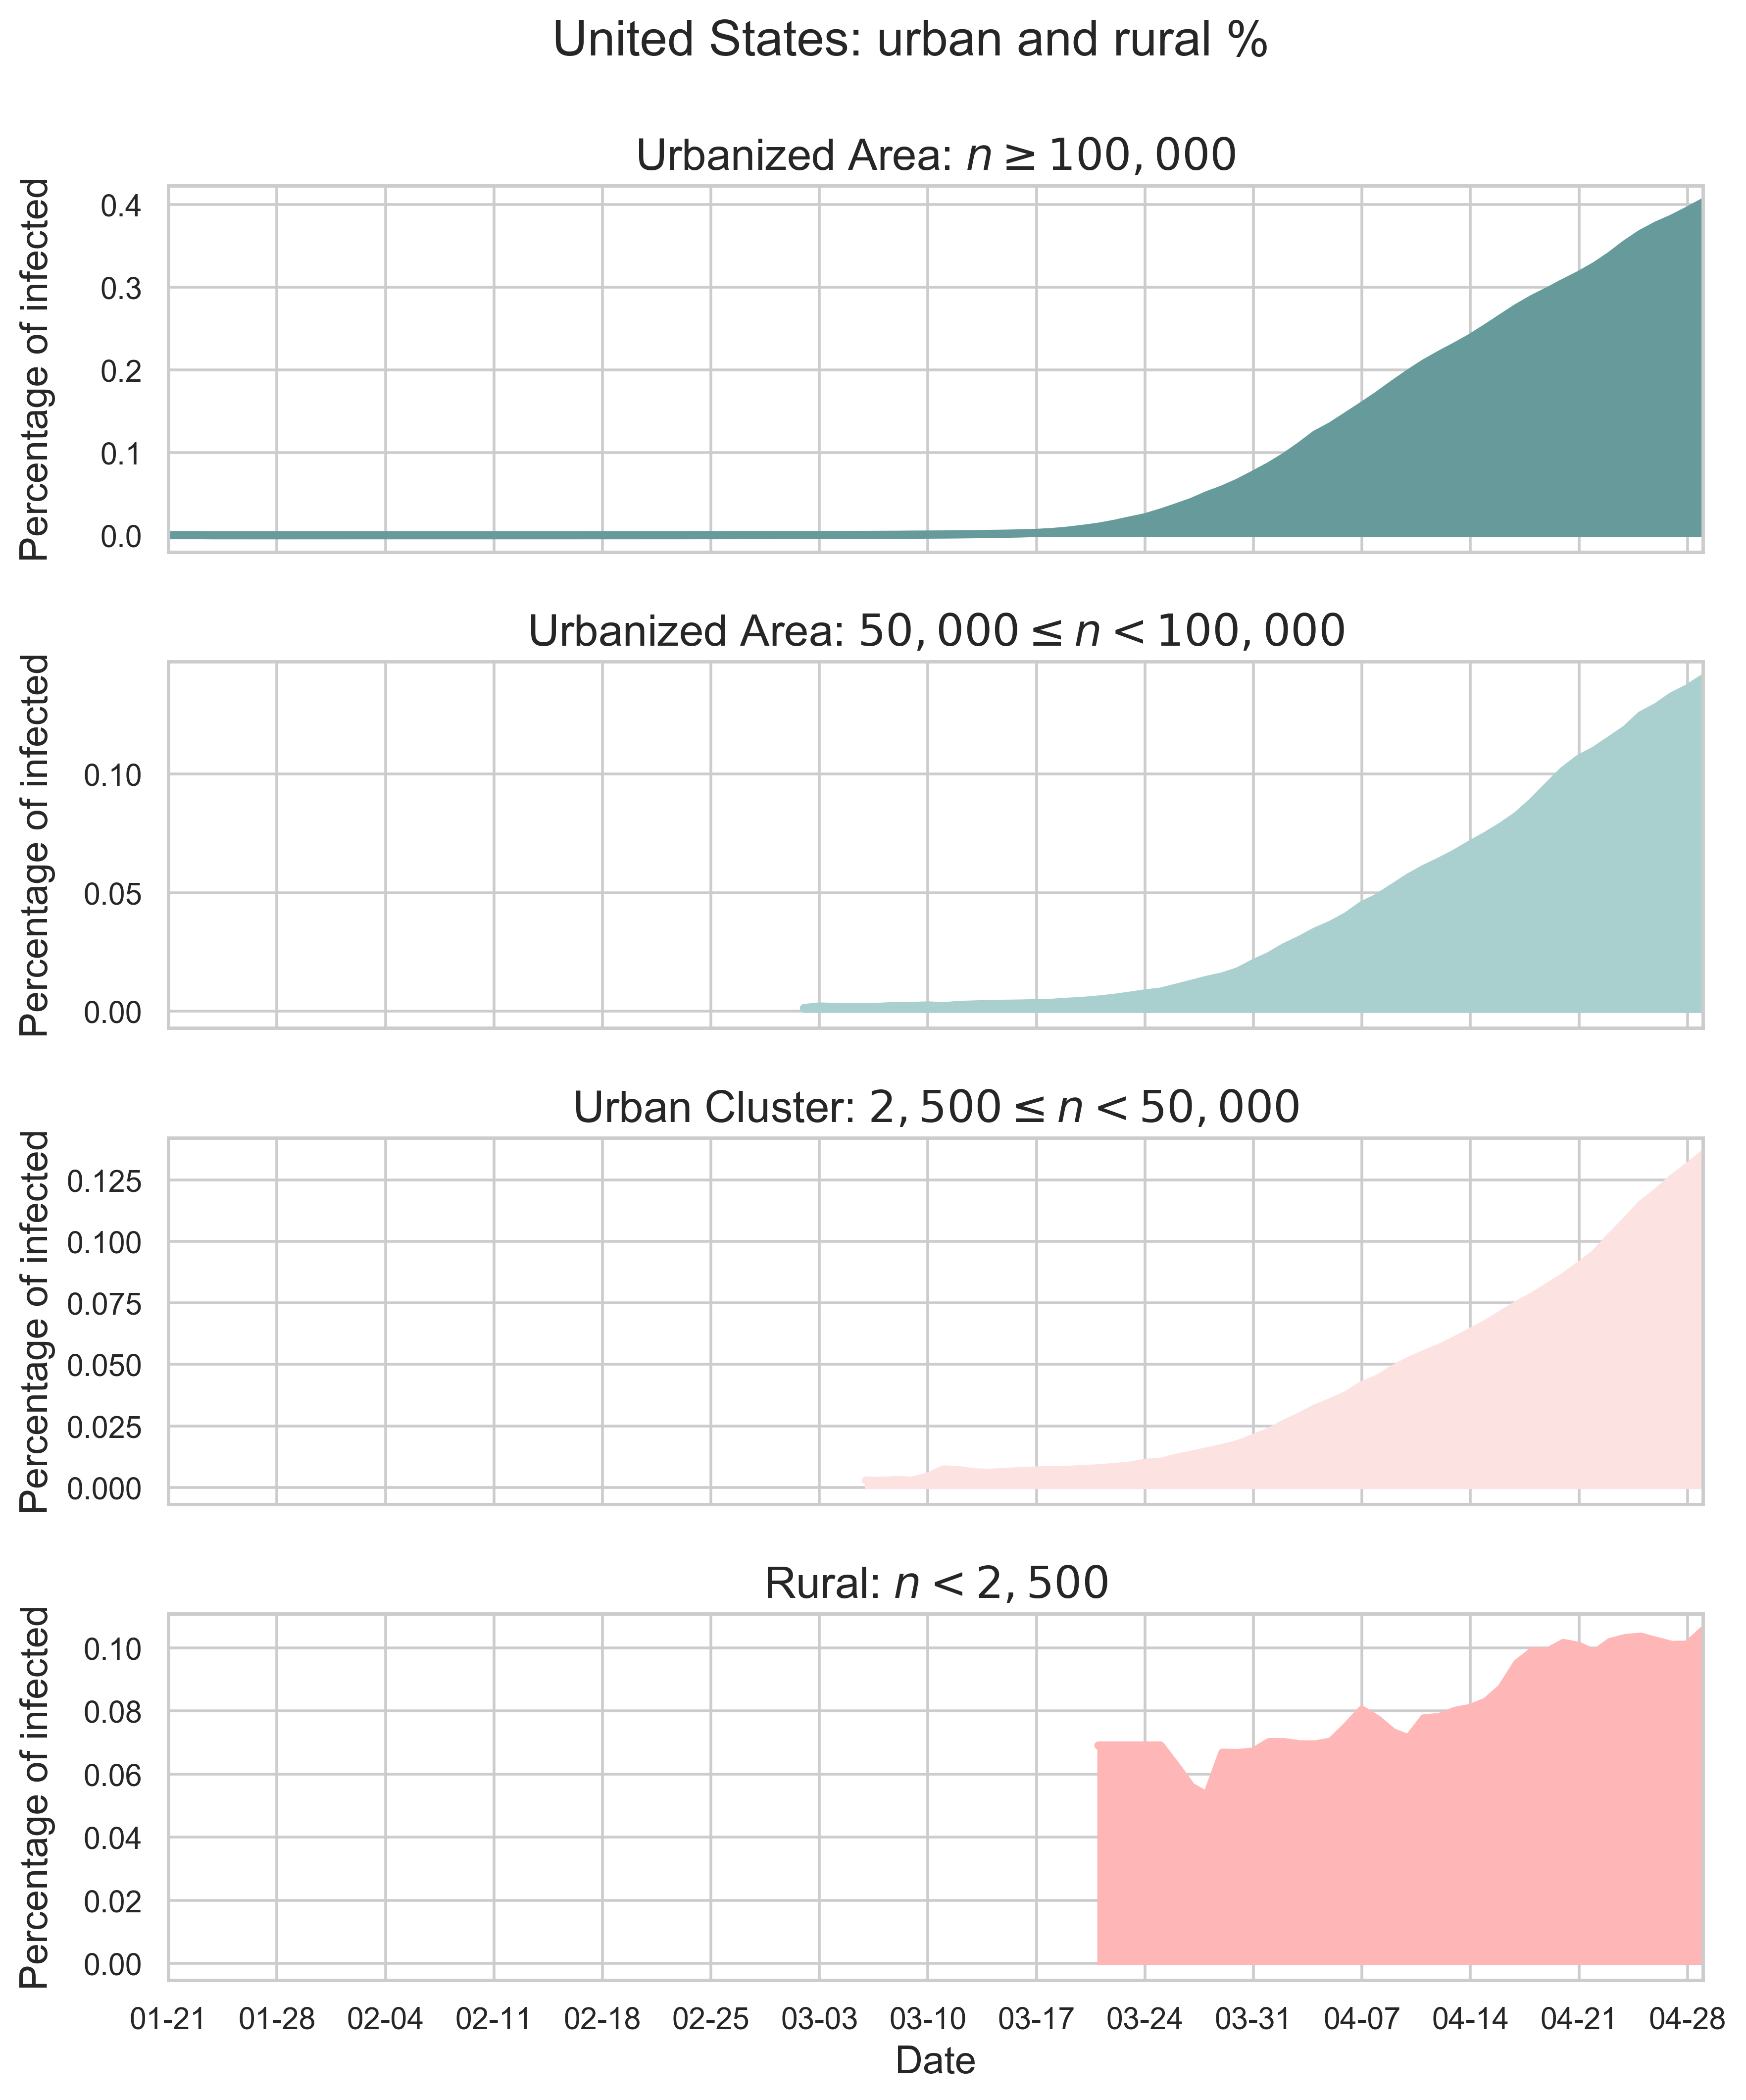 United States: urban and rural %
Urbanized Area: n ≥ 100, 000
Percentage of infected
0.4
0.3
0.2
0.1
0.0
Urbanized Area: 50, 000 ≤ n < 100, 000
Percentage of infected
0.10
0.05
0.00
Urban Cluster: 2, 500 ≤ n < 50, 000
Percentage of infected
0.125
0.100
0.075
0.050
0.025
0.000
Rural: n < 2, 500
Percentage of infected
0.10
0.08
0.06
0.04
0.02
0.00
01-21 01-28 02-04 02-11 02-18 02-25 03-03 03-10 03-17 03-24 03-31 04-07 04-14 04-21 04-28
Date